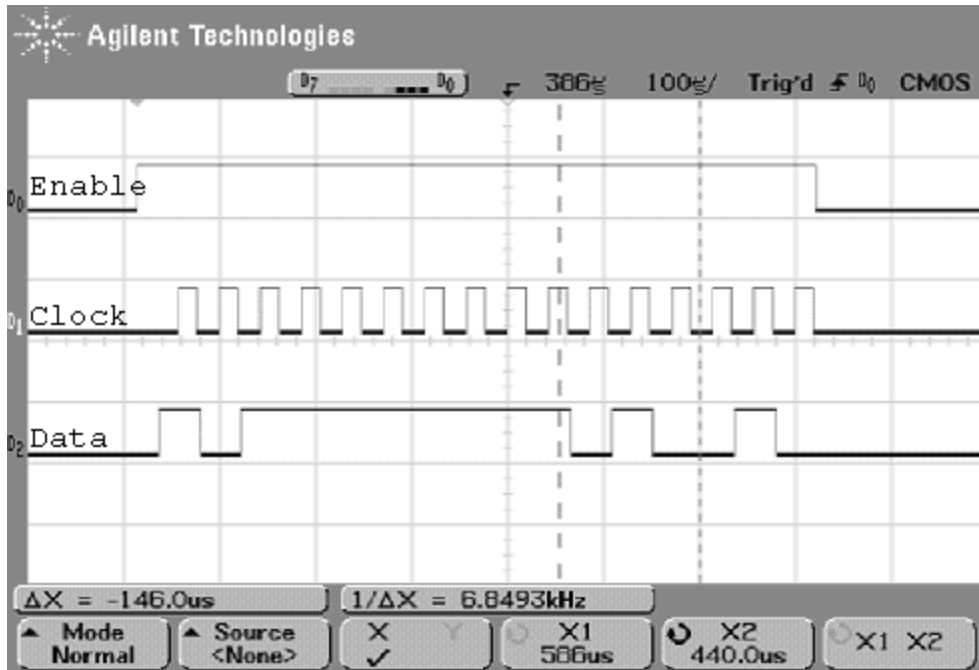 Agilent Technologies
D7 D0 386 100 / Trig'd D0 CMOS
D0 Enable
D1 Clock
D2 Data
ΔX = -146.0us 1/ΔX = 6.8493kHz
Mode Source X Y X1 X2 X1 X2
Normal <None> ✓ 586us 440.0us